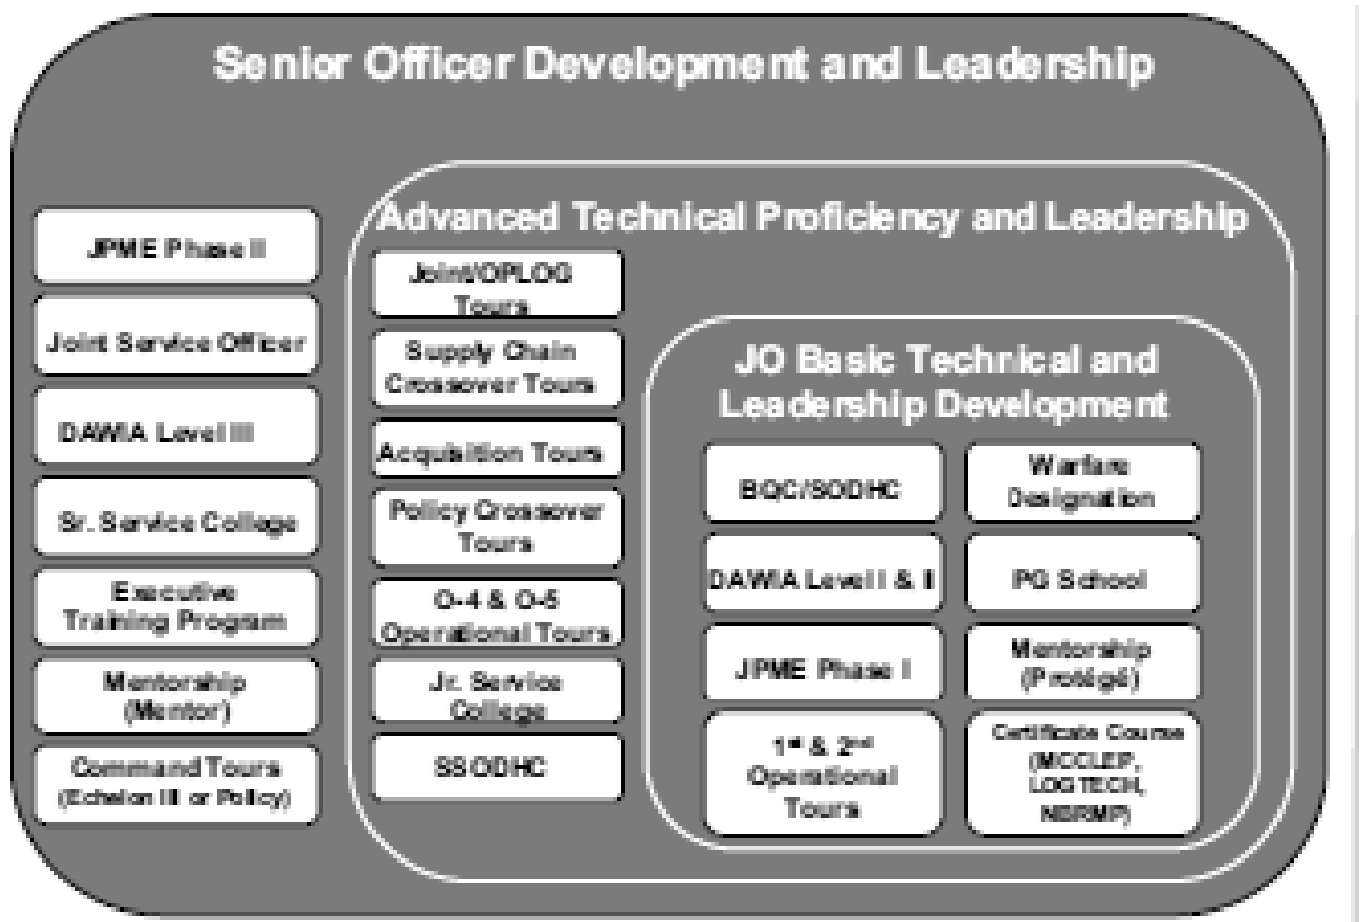 Senior Officer Development and Leadership
JPME Phase II
Joint Service Officer
DAWIA Level III
Sr. Service College
Executive
Training Program
Mentorship
(Mentor)
Command Tours
(Echelon III or Policy)
Advanced Technical Proficiency and Leadership
Joint/OPLOG
Tours
Supply Chain
Crossover Tours
Acquisition Tours
Policy Crossover
Tours
O-4 & O-5
Operational Tours
Jr. Service
College
SSODHC
JO Basic Technical and
Leadership Development
BQC/SODHC
DAWIA Level I & II
JPME Phase I
1st & 2nd
Operational
Tours
Warfare
Designation
PG School
Mentorship
(Protégé)
Certificate Course
LOGTECH,